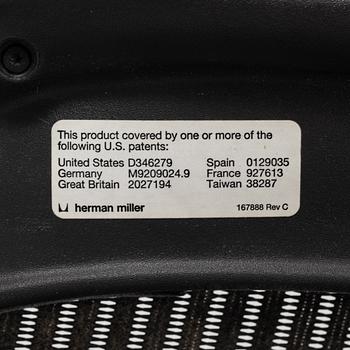 This product covered by one or more of the
following U.S. patents:
United States D346279 Spain 0129035
Germany M9209024.9 France 927613
Great Britain 2027194 Taiwan 38287
herman miller 167888 Rev C